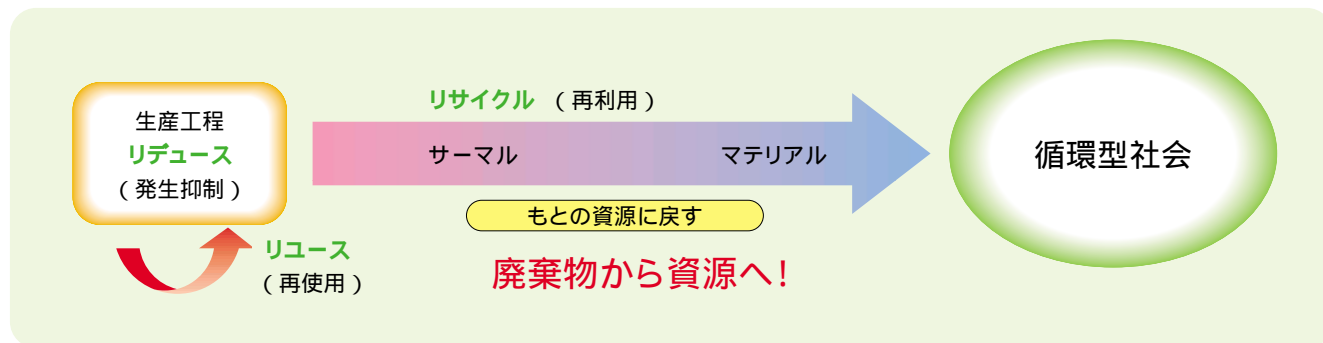 生産工程
リデュース
(発生抑制)
リユース
(再使用)
リサイクル (再利用)
サーマル マテリアル
もとの資源に戻す
廃棄物から資源へ!
循環型社会